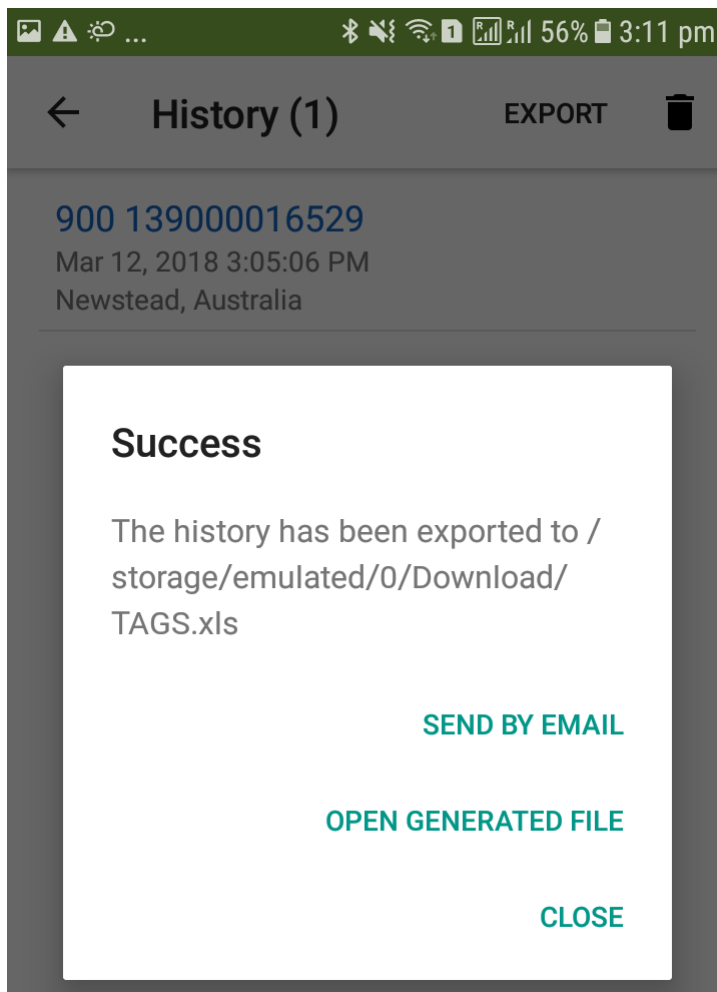 ... 1 R R 56% 3:11 pm
History (1) EXPORT
900 139000016529
Mar 12, 2018 3:05:06 PM
Newstead, Australia
Success
The history has been exported to /
storage/emulated/0/Download/
TAGS.xls
SEND BY EMAIL
OPEN GENERATED FILE
CLOSE